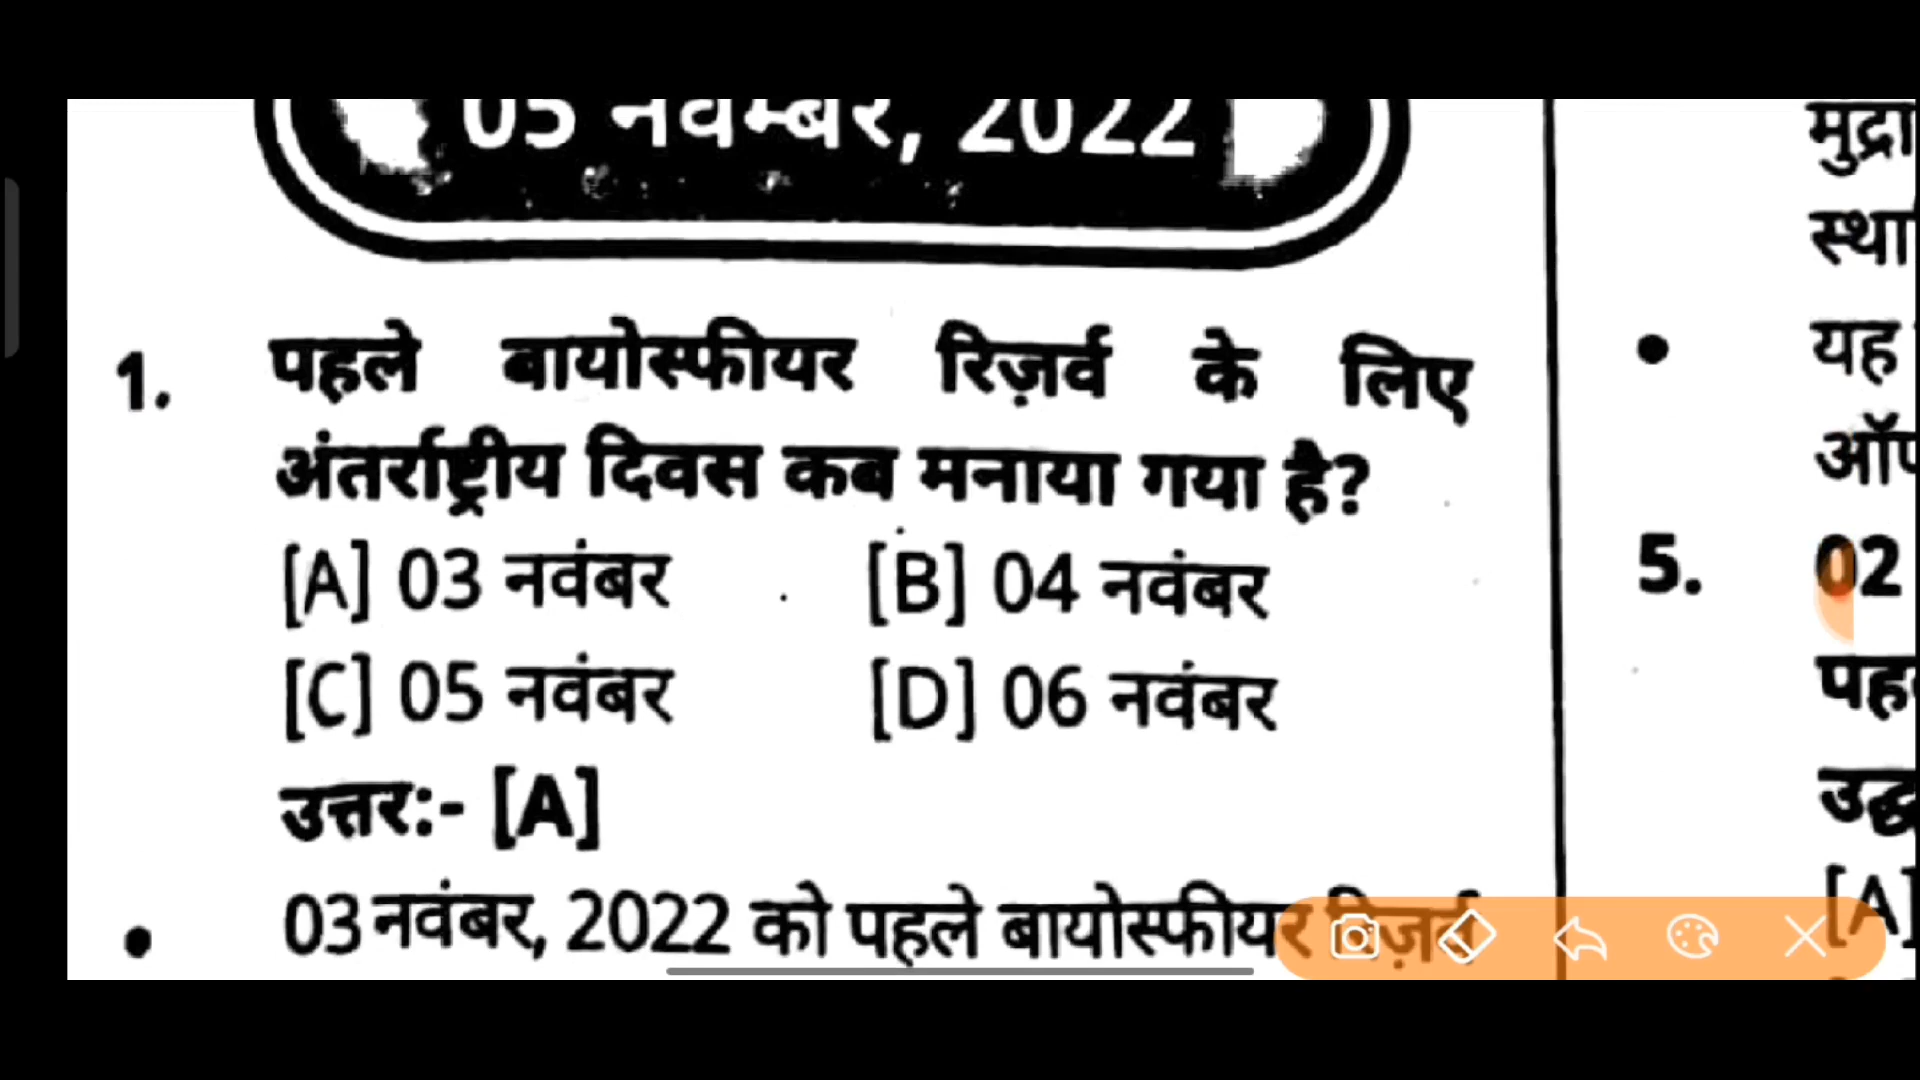 05 नवम्बर, 2022
1. पहले बायोस्फीयर रिज़र्व के लिए
अंतर्राष्ट्रीय दिवस कब मनाया गया है?
[A] 03 नवंबर [B] 04 नवंबर
[C] 05 नवंबर [D] 06 नवंबर
उत्तर:- [A]
• 03 नवंबर, 2022 को पहले बायोस्फीयर रिज़र्व
• यह
5. 02
[A]